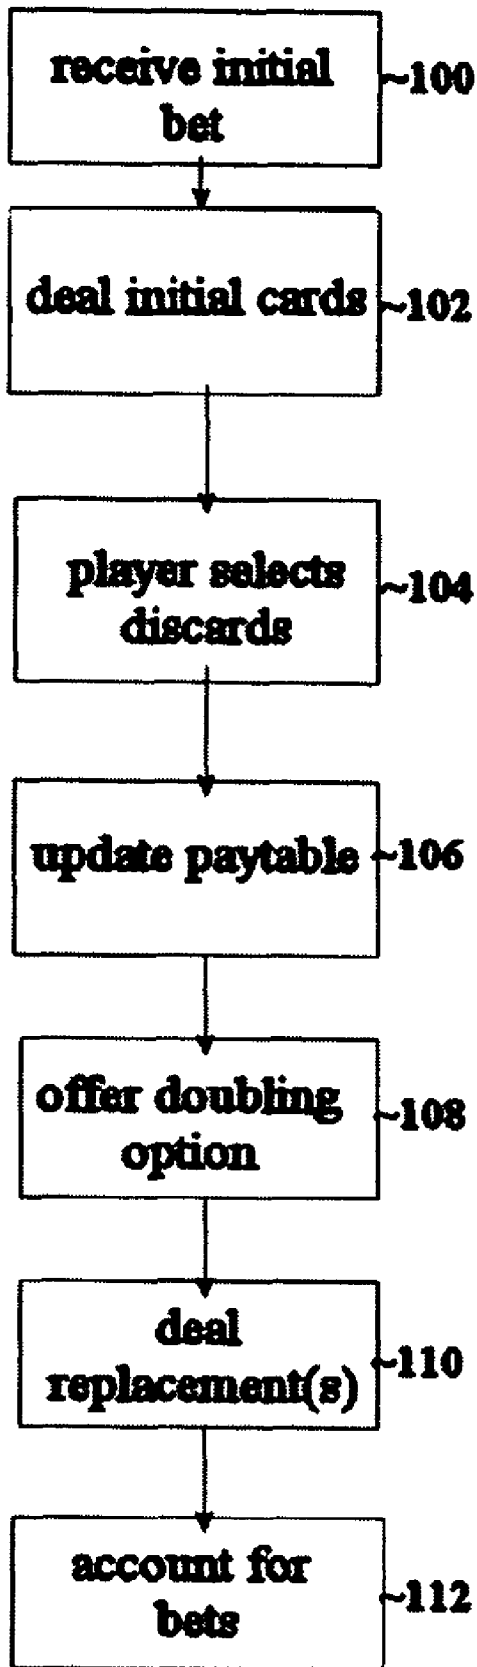 receive initial
bet
~100
deal initial cards
~102
player selects
discards
~104
update paytable
~106
offer doubling
option
~108
deal
replacement(s)
~110
account for
bets
~112